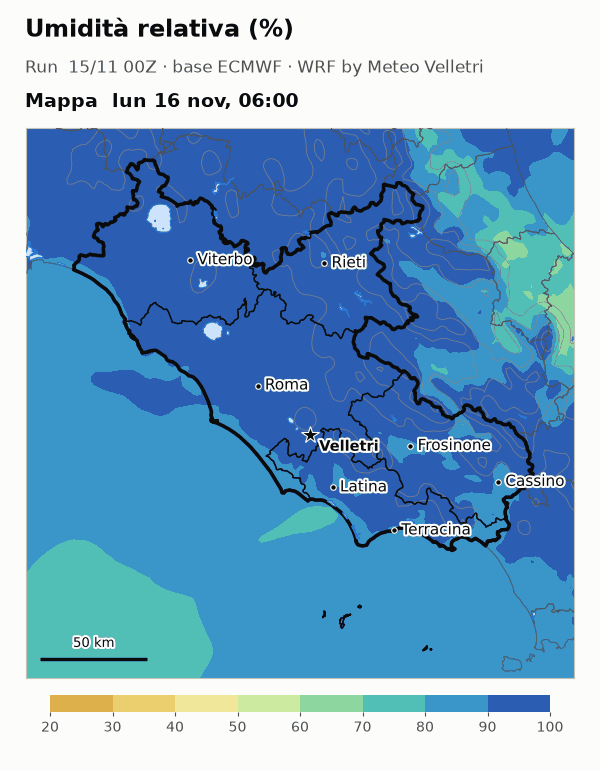 Umidità relativa (%)
Run 15/11 00Z · base ECMWF · WRF by Meteo Velletri
Mappa lun 16 nov, 06:00
Viterbo
Rieti
Roma
Velletri
Frosinone
Cassino
Latina
Terracina
50 km
20 30 40 50 60 70 80 90 100